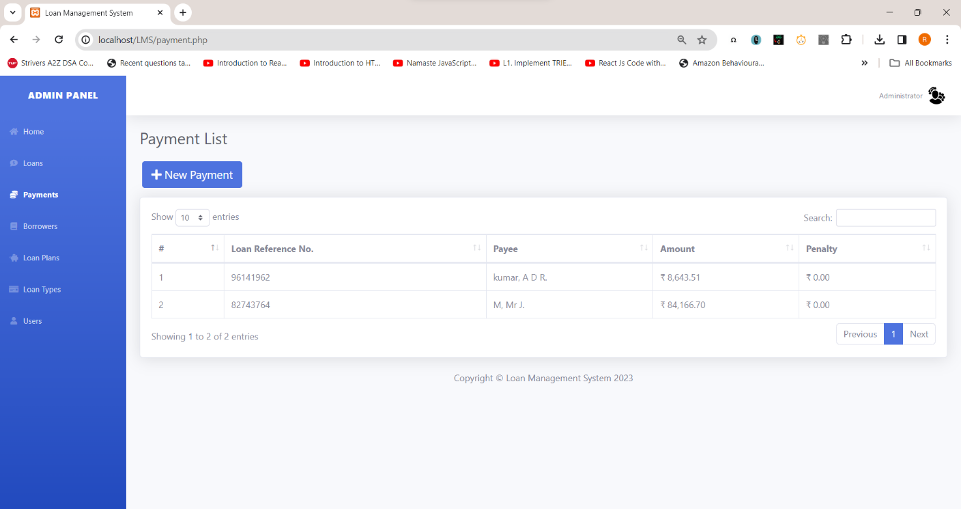 Loan Management System
localhost/LMS/payment.php
R
Strivers A2Z DSA Co... Recent questions ta... Introduction to Rea... Introduction to HT... Namaste JavaScript... L1. Implement TRIE... React Js Code with... Amazon Behavioura... » All Bookmarks
ADMIN PANEL
Administrator
Home
Loans
Payments
Borrowers
Loan Plans
Loan Types
Users
Payment List
New Payment
Show 10 entries Search:
# Loan Reference No. Payee Amount Penalty
1 96141962 kumar, A D R. ₹ 8,643.51 ₹ 0.00
2 82743764 M, Mr J. ₹ 84,166.70 ₹ 0.00
Showing 1 to 2 of 2 entries Previous 1 Next
Copyright © Loan Management System 2023